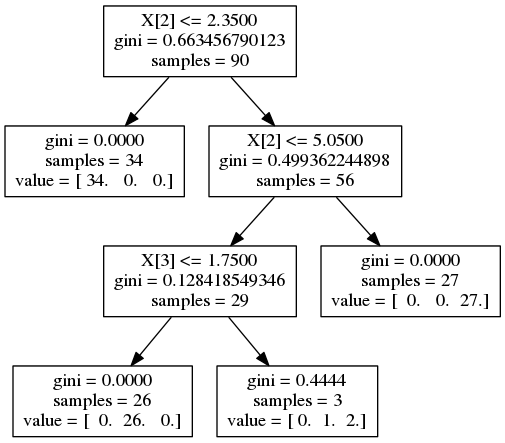 X[2] <= 2.3500
gini = 0.663456790123
samples = 90
gini = 0.0000
samples = 34
value = [ 34. 0. 0.]
X[2] <= 5.0500
gini = 0.499362244898
samples = 56
X[3] <= 1.7500
gini = 0.128418549346
samples = 29
gini = 0.0000
samples = 27
value = [ 0. 0. 27.]
gini = 0.0000
samples = 26
value = [ 0. 26. 0.]
gini = 0.4444
samples = 3
value = [ 0. 1. 2.]